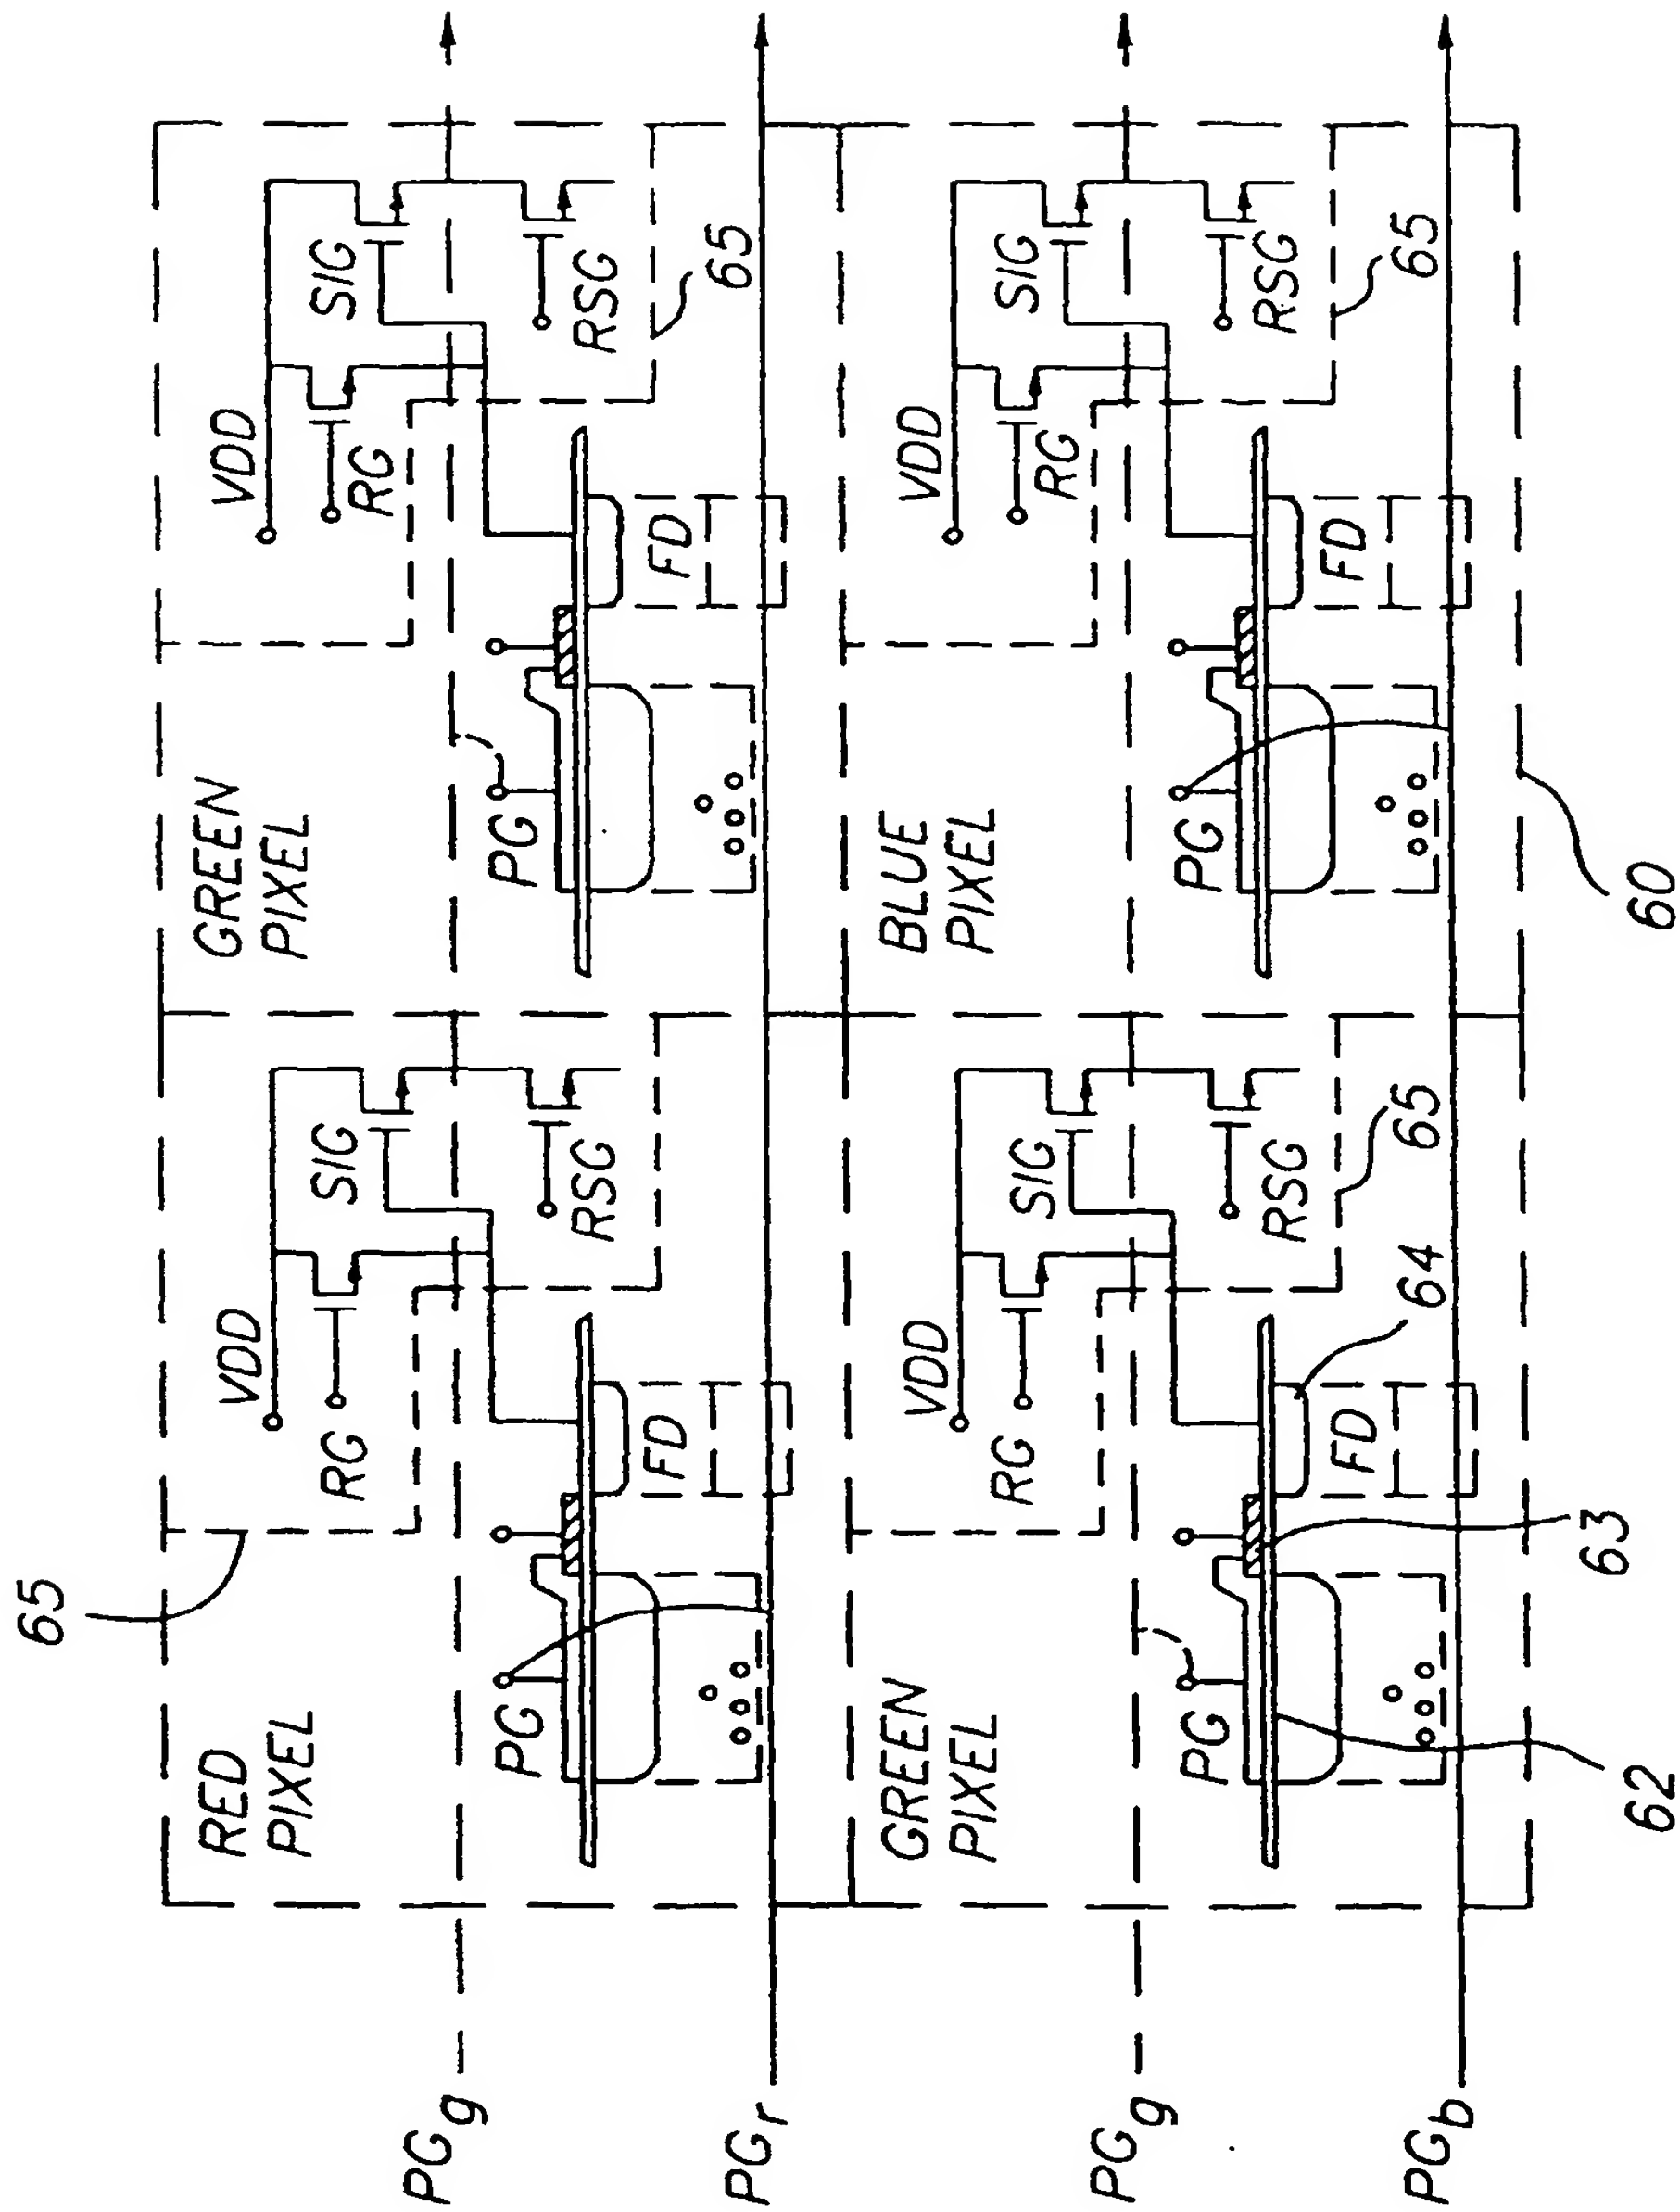 65
RED
PIXEL
VDD
RG
SIG
RSG
PG
FD
GREEN
PIXEL
VDD
RG
SIG
RSG
65
PG
FD
PGg
PGr
GREEN
PIXEL
VDD
RG
SIG
RSG
65
PG
FD
64
63
62
BLUE
PIXEL
VDD
RG
SIG
RSG
65
PG
FD
60
PGg
PGb